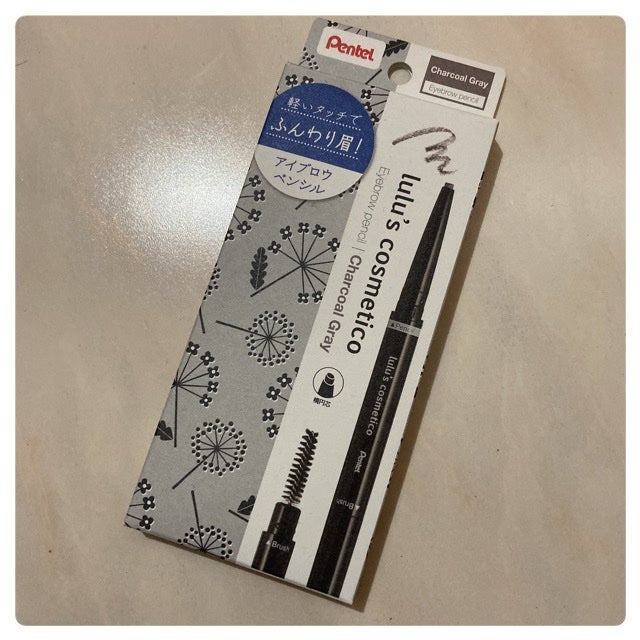 Pentel
Charcoal Gray
Eyebrow pencil
軽いタッチで
ふんわり眉!
アイブロウ
ペンシル
lulu's cosmetico
Eyebrow pencil | Charcoal Gray
楕円芯
▲Pencil
lulu's cosmetico
Pentel
Brush▼
▲Brush